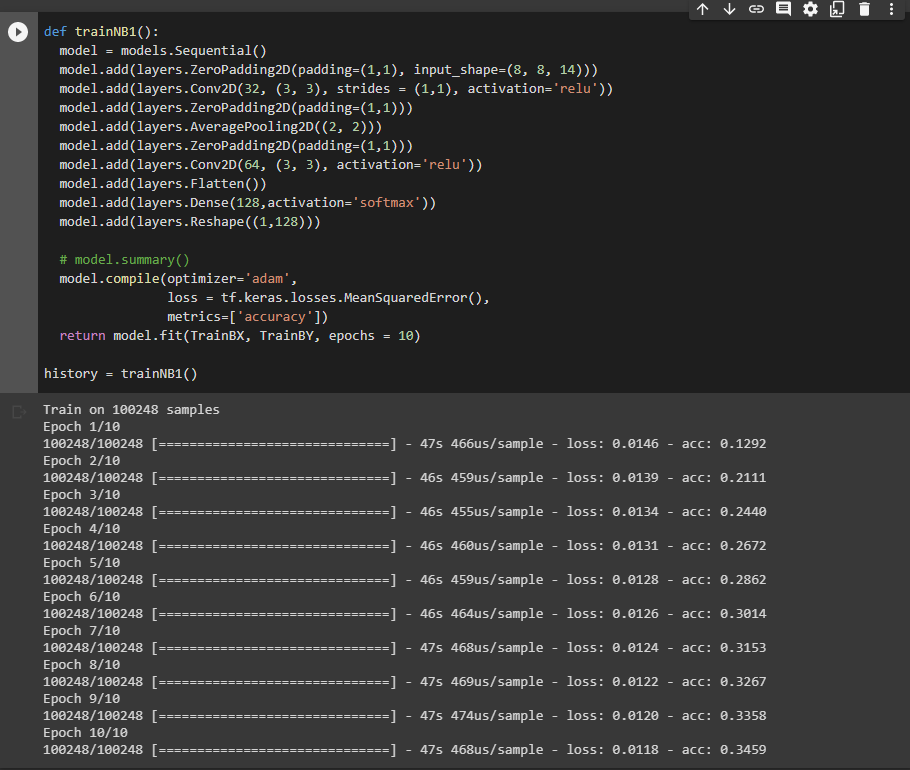 def trainNB1():
  model = models.Sequential()
  model.add(layers.ZeroPadding2D(padding=(1,1), input_shape=(8, 8, 14)))
  model.add(layers.Conv2D(32, (3, 3), strides = (1,1), activation='relu'))
  model.add(layers.ZeroPadding2D(padding=(1,1)))
  model.add(layers.AveragePooling2D((2, 2)))
  model.add(layers.ZeroPadding2D(padding=(1,1)))
  model.add(layers.Conv2D(64, (3, 3), activation='relu'))
  model.add(layers.Flatten())
  model.add(layers.Dense(128,activation='softmax'))
  model.add(layers.Reshape((1,128)))

  # model.summary()
  model.compile(optimizer='adam',
                loss = tf.keras.losses.MeanSquaredError(),
                metrics=['accuracy'])
  return model.fit(TrainBX, TrainBY, epochs = 10)

history = trainNB1()
Train on 100248 samples
Epoch 1/10
100248/100248 [==============================] - 47s 466us/sample - loss: 0.0146 - acc: 0.1292
Epoch 2/10
100248/100248 [==============================] - 46s 459us/sample - loss: 0.0139 - acc: 0.2111
Epoch 3/10
100248/100248 [==============================] - 46s 455us/sample - loss: 0.0134 - acc: 0.2440
Epoch 4/10
100248/100248 [==============================] - 46s 460us/sample - loss: 0.0131 - acc: 0.2672
Epoch 5/10
100248/100248 [==============================] - 46s 459us/sample - loss: 0.0128 - acc: 0.2862
Epoch 6/10
100248/100248 [==============================] - 46s 464us/sample - loss: 0.0126 - acc: 0.3014
Epoch 7/10
100248/100248 [==============================] - 47s 468us/sample - loss: 0.0124 - acc: 0.3153
Epoch 8/10
100248/100248 [==============================] - 47s 469us/sample - loss: 0.0122 - acc: 0.3267
Epoch 9/10
100248/100248 [==============================] - 47s 474us/sample - loss: 0.0120 - acc: 0.3358
Epoch 10/10
100248/100248 [==============================] - 47s 468us/sample - loss: 0.0118 - acc: 0.3459